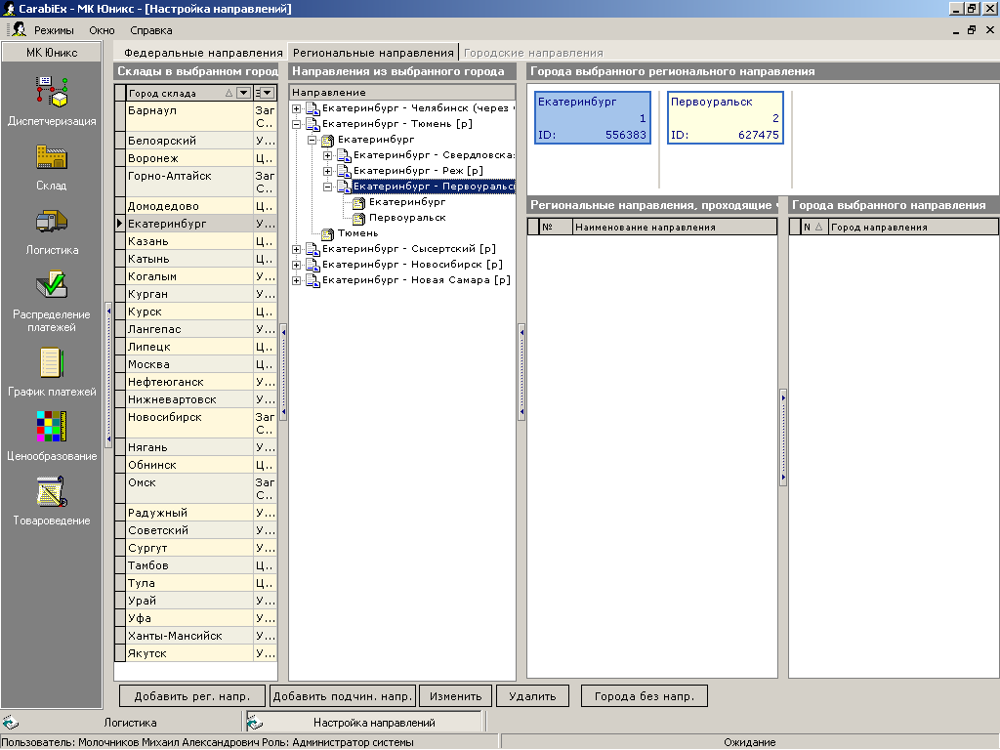 CarabiEx - МК Юникс - [Настройка направлений]
Режимы Окно Справка
МК Юникс
Диспетчеризация
Склад
Логистика
Распределение
платежей
График платежей
Ценообразование
Товароведение
Федеральные направления Региональные направления Городские направления
Склады в выбранном город
Город склада
Барнаул Заг
С..
Белоярский У...
Воронеж Ц..
Горно-Алтайск Заг
С..
Домодедово Ц..
Екатеринбург У...
Казань Ц..
Катынь Ц..
Когалым У...
Курган У...
Курск Ц..
Лангепас У...
Липецк Ц..
Москва Ц..
Нефтеюганск У...
Нижневартовск У...
Новосибирск Заг
С..
Нягань У...
Обнинск Ц..
Омск Заг
С..
Радужный У...
Советский У...
Сургут У...
Тамбов Ц..
Тула Ц..
Урай У...
Уфа У...
Ханты-Мансийск У...
Якутск У...
Направления из выбранного города
Направление
Екатеринбург - Челябинск (через
Екатеринбург - Тюмень [р]
Екатеринбург
Екатеринбург - Свердловска
Екатеринбург - Реж [р]
Екатеринбург - Первоуральс
Екатеринбург
Первоуральск
Тюмень
Екатеринбург - Сысертский [р]
Екатеринбург - Новосибирск [р]
Екатеринбург - Новая Самара [р]
Города выбранного регионального направления
Екатеринбург
1
ID: 556383
Первоуральск
2
ID: 627475
Региональные направления, проходящие
№ Наименование направления
Города выбранного направления
N Город направления
Добавить рег. напр. Добавить подчин. напр. Изменить Удалить Города без напр.
Логистика Настройка направлений
Пользователь: Молочников Михаил Александрович Роль: Администратор системы Ожидание